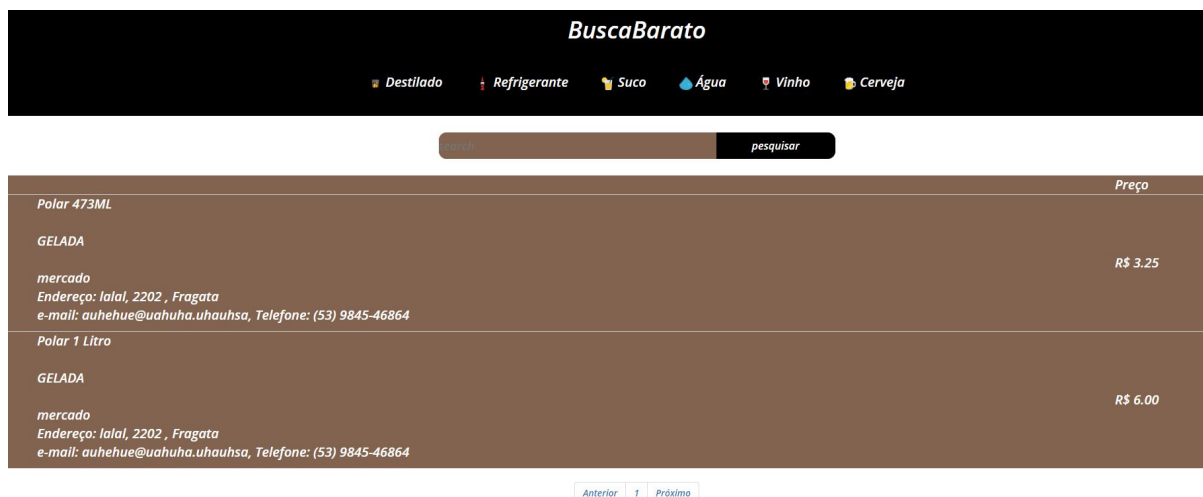 BuscaBarato
Destilado Refrigerante Suco Água Vinho Cerveja
search... pesquisar
Preço
Polar 473ML
GELADA
R$ 3.25
mercado
Endereço: lalal, 2202 , Fragata
e-mail: auhehue@uahuha.uhauhsa, Telefone: (53) 9845-46864
Polar 1 Litro
GELADA
R$ 6.00
mercado
Endereço: lalal, 2202 , Fragata
e-mail: auhehue@uahuha.uhauhsa, Telefone: (53) 9845-46864
Anterior 1 Próximo